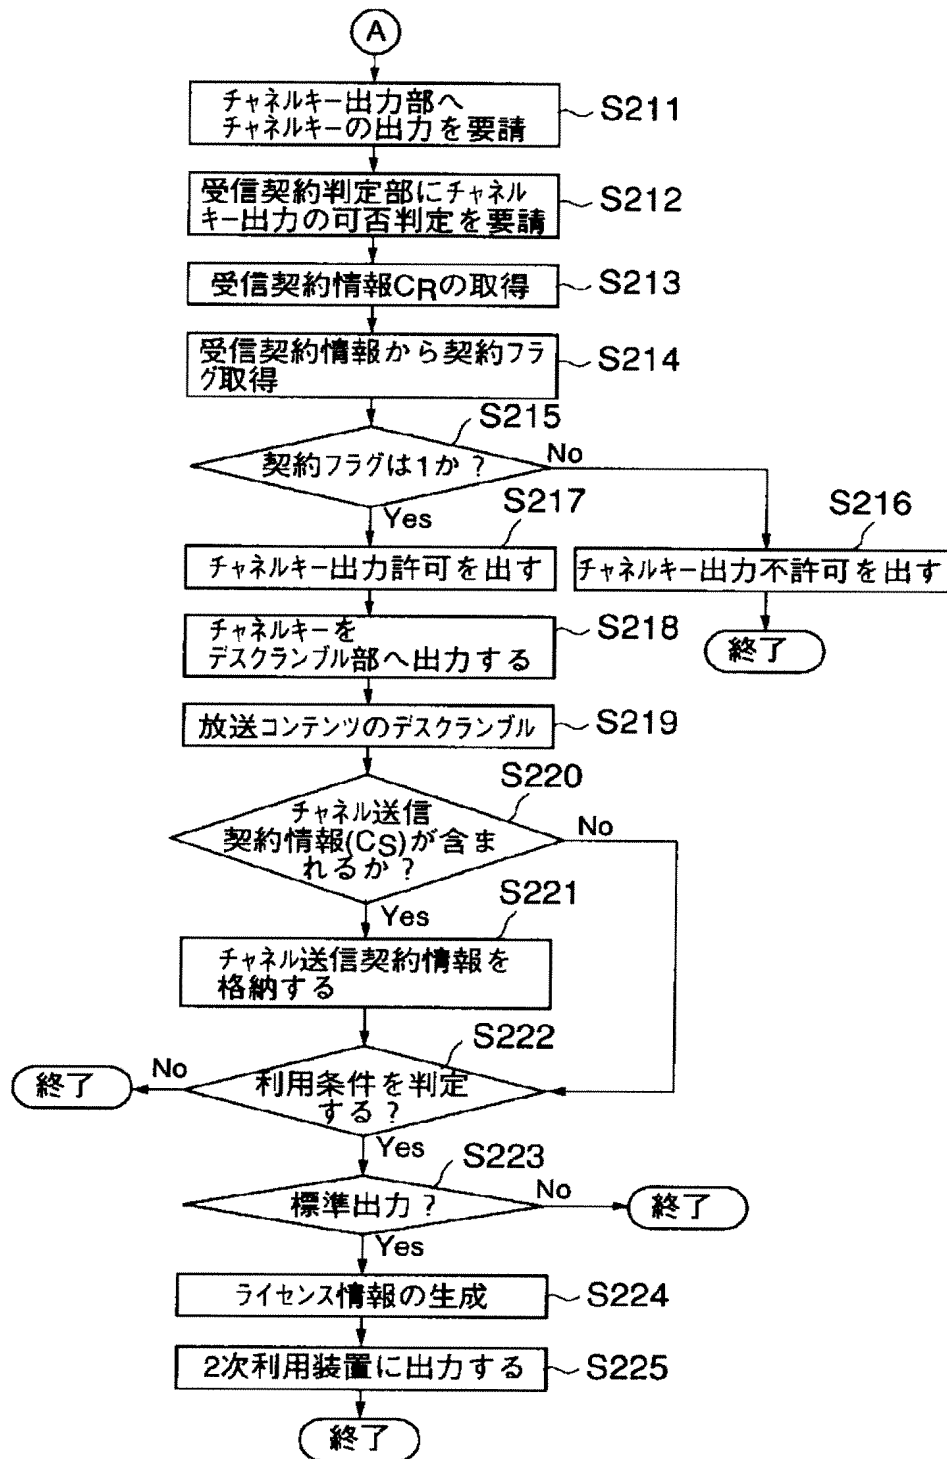 A
チャネルキー出力部へ
チャネルキーの出力を要請
S211
受信契約判定部にチャネル
キー出力の可否判定を要請
S212
受信契約情報CRの取得
S213
受信契約情報から契約フラ
グ取得
S214
S215
契約フラグは1か?
No
Yes
S217
S216
チャネルキー出力許可を出す
チャネルキー出力不許可を出す
チャネルキーを
デスクランブル部へ出力する
S218
終了
放送コンテンツのデスクランブル
S219
S220
チャネル送信
契約情報(CS)が含ま
れるか?
No
Yes
S221
チャネル送信契約情報を
格納する
S222
利用条件を判定
する?
No
終了
Yes
S223
標準出力?
No
終了
Yes
ライセンス情報の生成
S224
2次利用装置に出力する
S225
終了